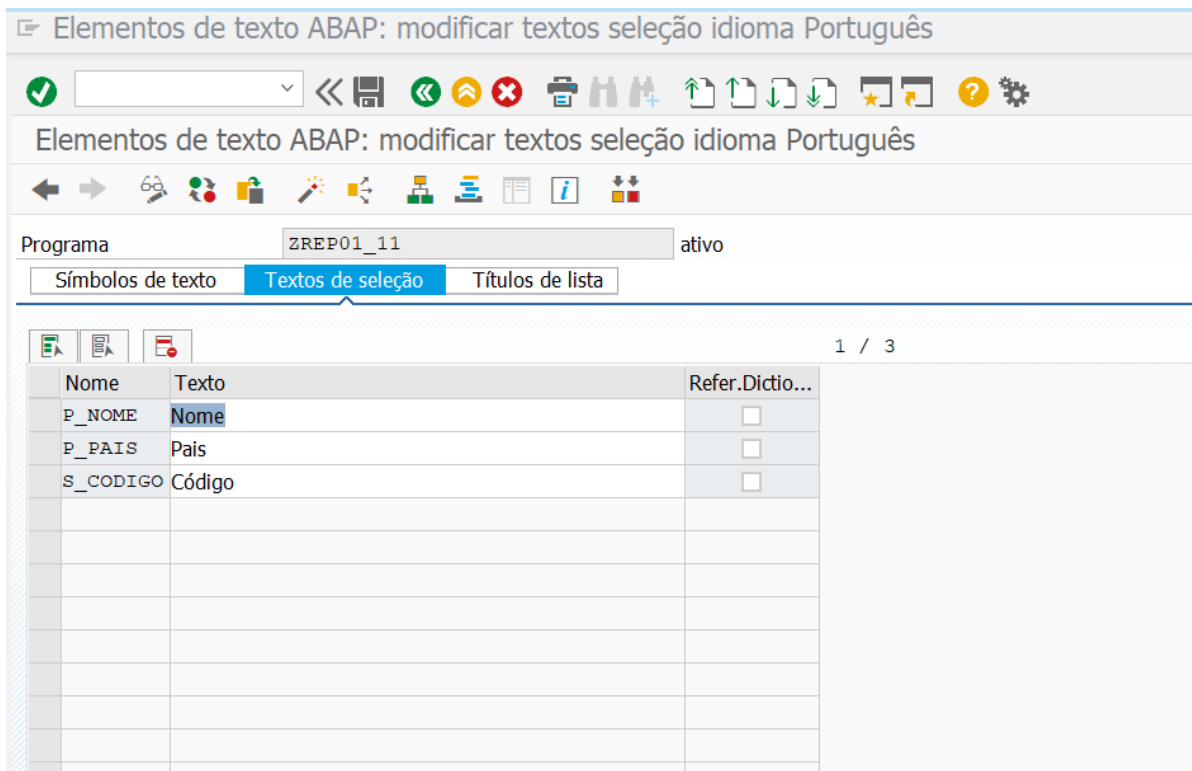 Elementos de texto ABAP: modificar textos seleção idioma Português
Elementos de texto ABAP: modificar textos seleção idioma Português
Programa ZREP01_11 ativo
Símbolos de texto Textos de seleção Títulos de lista
1 / 3
Nome Texto Refer.Dictio...
P_NOME Nome
P_PAIS Pais
S_CODIGO Código